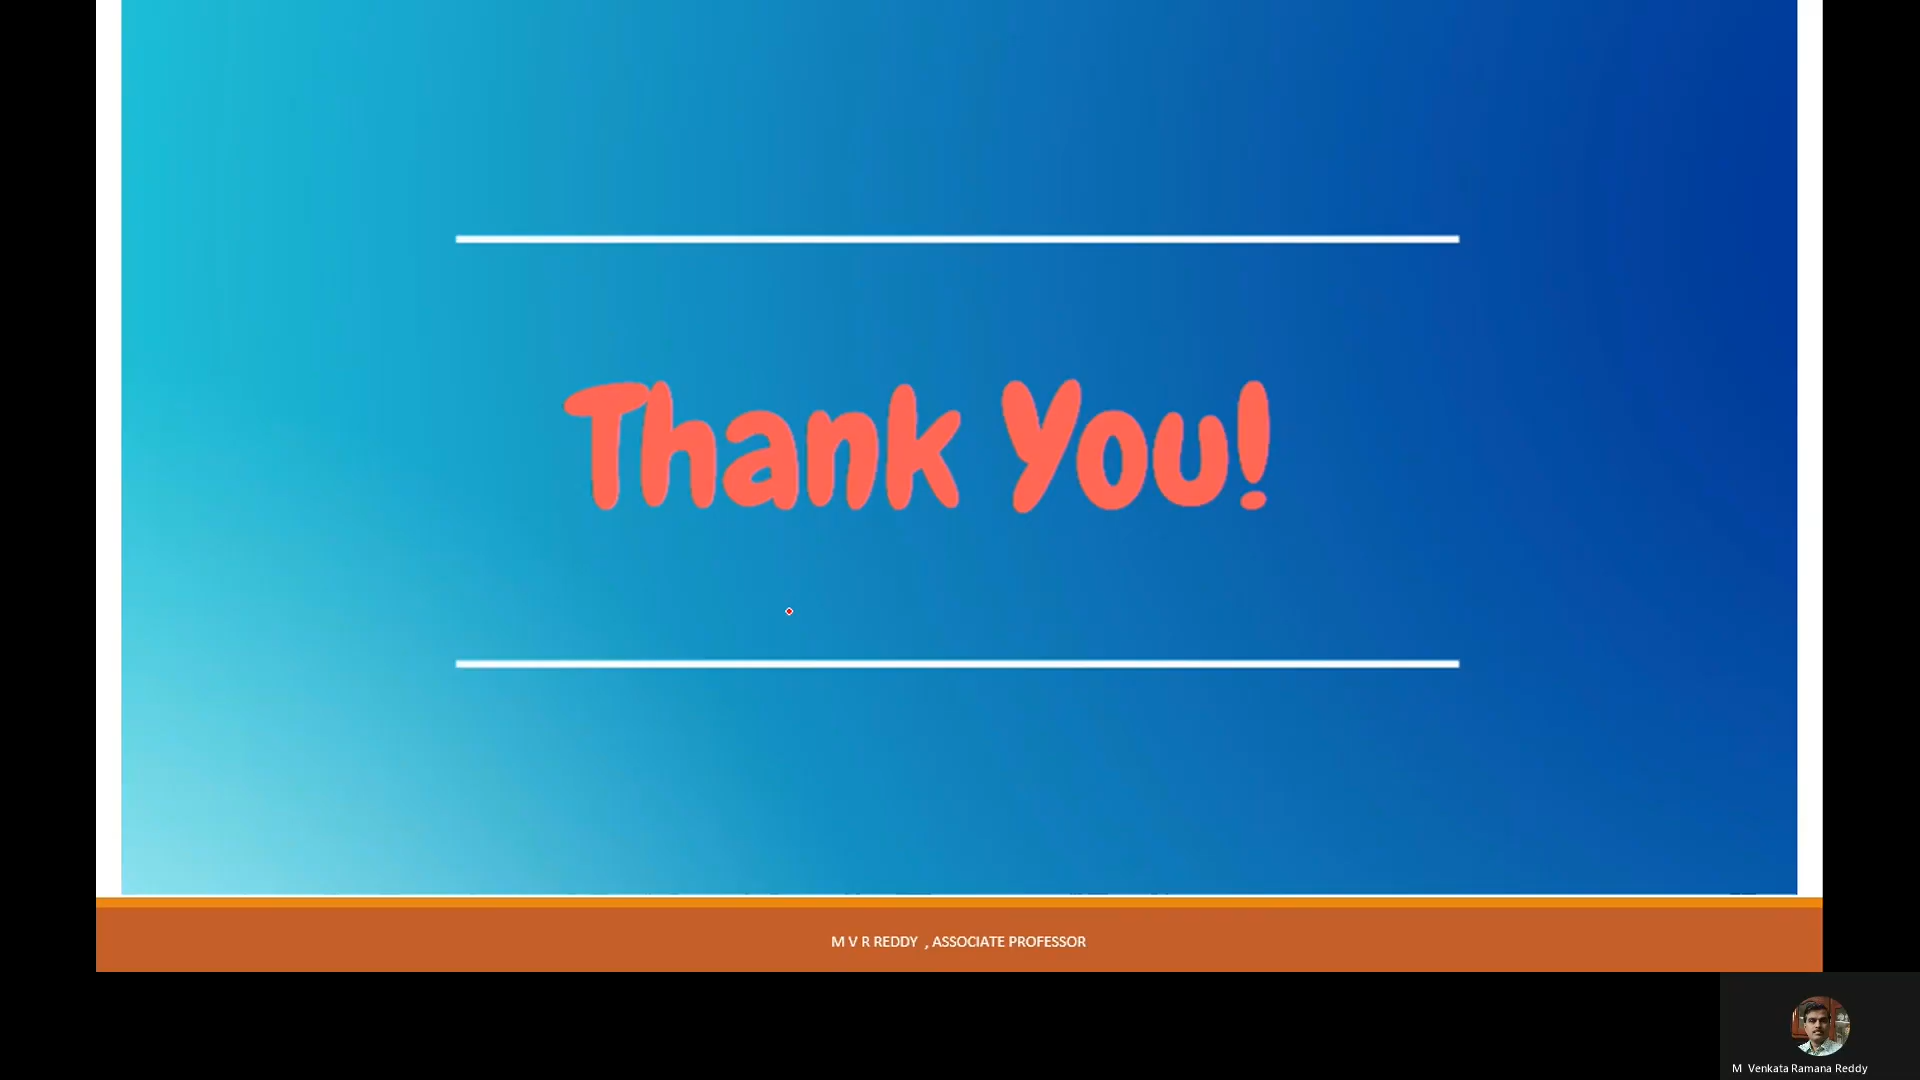 Thank You!
M V R REDDY , ASSOCIATE PROFESSOR
M Venkata Ramana Reddy